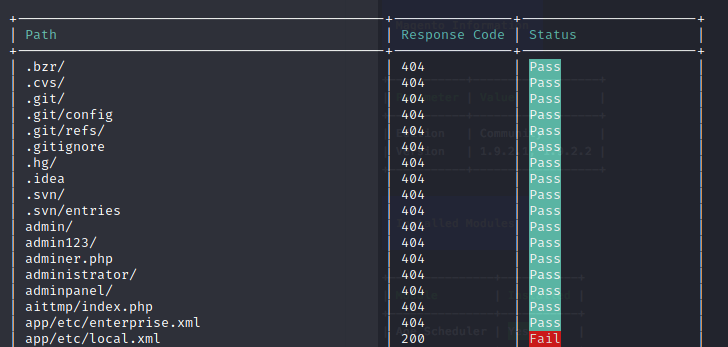 Path Response Code Status
.bzr/ 404 Pass
.cvs/ 404 Pass
.git/ 404 Pass
.git/config 404 Pass
.git/refs/ 404 Pass
.gitignore 404 Pass
.hg/ 404 Pass
.idea 404 Pass
.svn/ 404 Pass
.svn/entries 404 Pass
admin/ 404 Pass
admin123/ 404 Pass
adminer.php 404 Pass
administrator/ 404 Pass
adminpanel/ 404 Pass
aittmp/index.php 404 Pass
app/etc/enterprise.xml 404 Pass
app/etc/local.xml 200 Fail